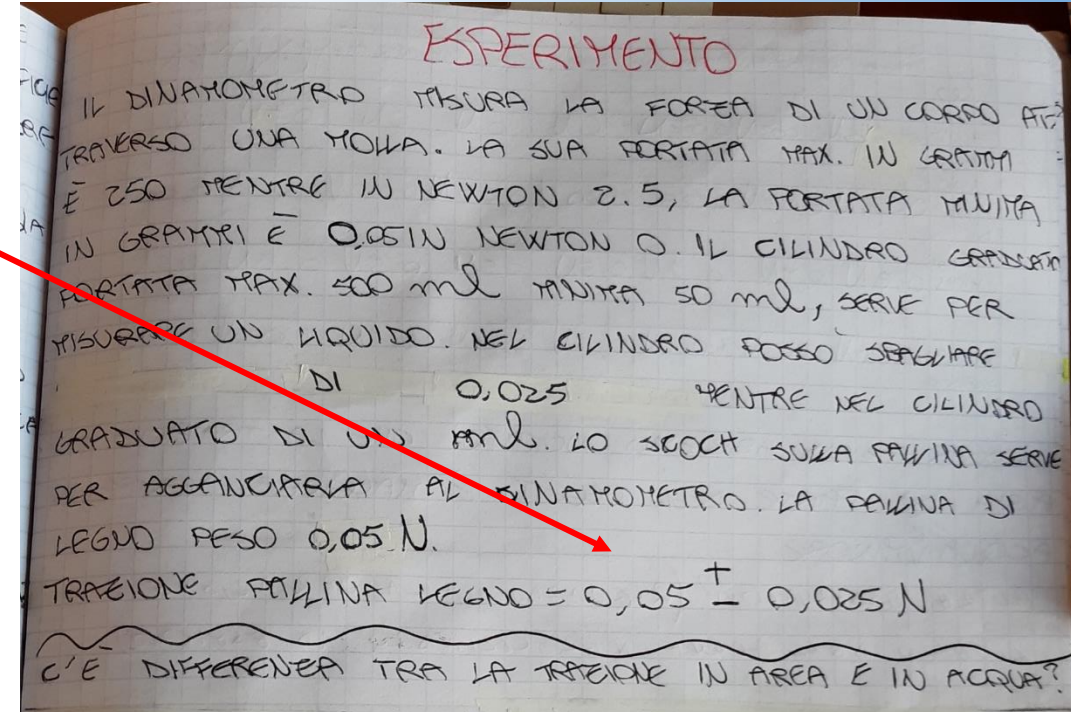 ESPERIMENTO
IL DINAMOMETRO MISURA LA FORZA DI UN CORPO AT=
TRAVERSO UNA MOLLA. LA SUA PORTATA MAX. IN GRAMMI
È 250 MENTRE IN NEWTON 2.5, LA PORTATA MINIMA
IN GRAMMI È 0,05 IN NEWTON 0. IL CILINDRO GRADUATO
PORTATA MAX. 500 ml MINIMA 50 ml, SERVE PER
MISURARE UN LIQUIDO. NEL CILINDRO POSSO SBAGLIARE
DI 0,025 MENTRE NEL CILINDRO
GRADUATO DI UN ml. LO SCOCH SULLA PALLINA SERVE
PER AGGANCIARLA AL DINAMOMETRO. LA PALLINA DI
LEGNO PESO 0,05 N.
TRAZIONE PALLINA LEGNO = 0,05 ± 0,025 N
C'È DIFFERENZA TRA LA TRAZIONE IN AREA E IN ACQUA?